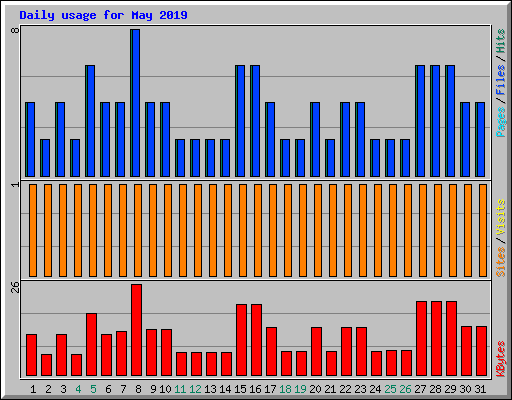 Daily usage for May 2019
8
Pages/Files/Hits
1
Sites/Visits
26
KBytes
1 2 3 4 5 6 7 8 9 10 11 12 13 14 15 16 17 18 19 20 21 22 23 24 25 26 27 28 29 30 31